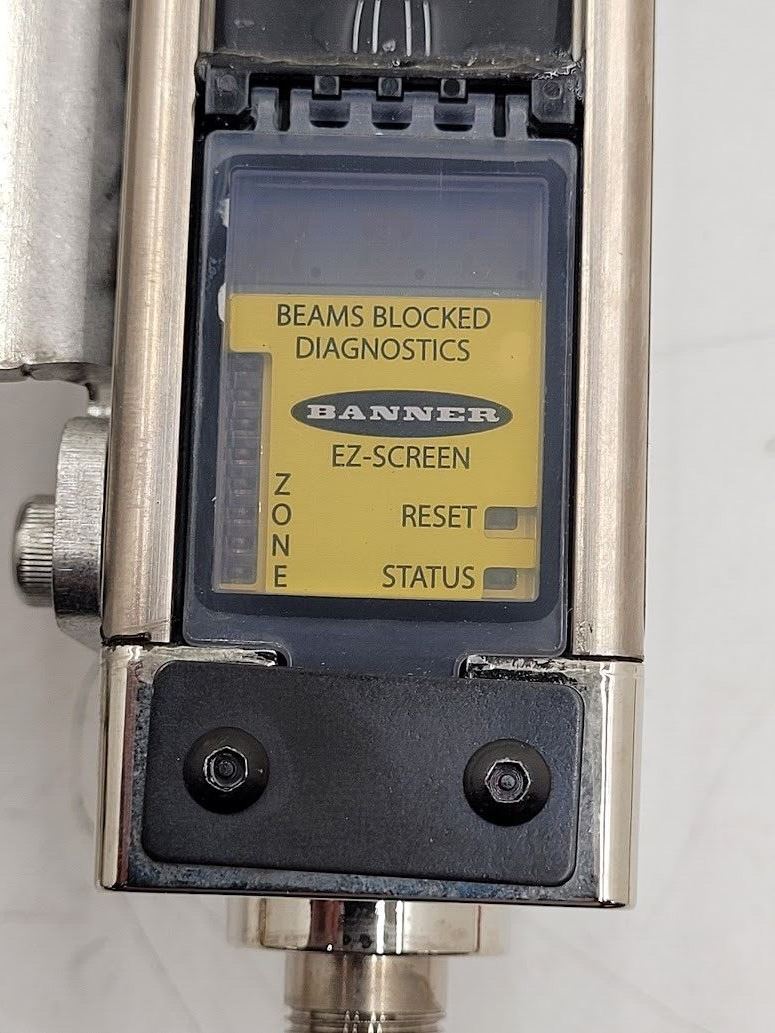 BEAMS BLOCKED
DIAGNOSTICS
BANNER
EZ-SCREEN
ZONE
RESET
STATUS